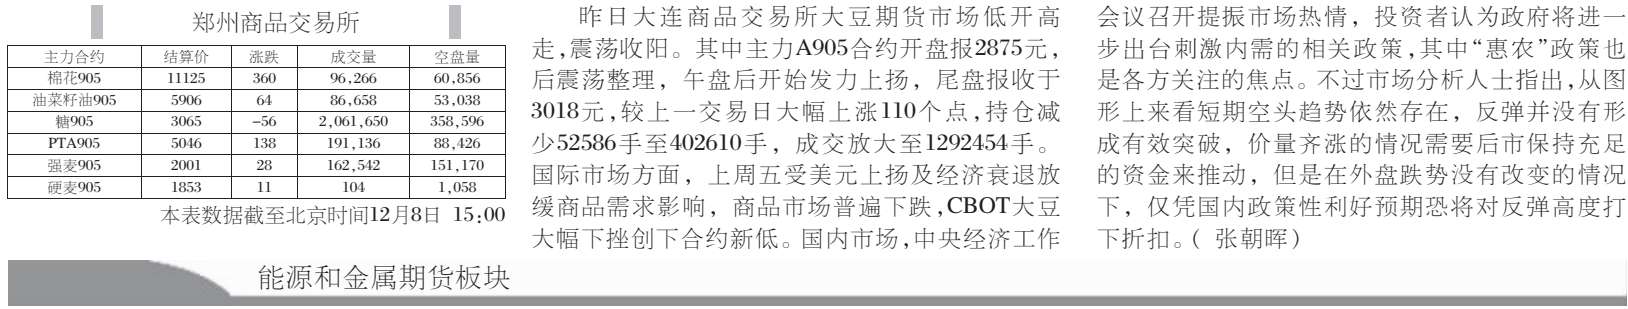 郑州商品交易所
主力合约 结算价 涨跌 成交量 空盘量
棉花905 11125 360 96,266 60,856
油菜籽油905 5906 64 86,658 53,038
糖905 3065 -56 2,061,650 358,596
PTA905 5046 138 191,136 88,426
强麦905 2001 28 162,542 151,170
硬麦905 1853 11 104 1,058
本表数据截至北京时间12月8日 15:00
昨日大连商品交易所大豆期货市场低开高
走,震荡收阳。其中主力A905合约开盘报2875元,
后震荡整理，午盘后开始发力上扬，尾盘报收于
3018元,较上一交易日大幅上涨110个点,持仓减
少52586手至402610手，成交放大至1292454手。
国际市场方面，上周五受美元上扬及经济衰退放
缓商品需求影响，商品市场普遍下跌,CBOT大豆
大幅下挫创下合约新低。国内市场,中央经济工作
会议召开提振市场热情，投资者认为政府将进一
步出台刺激内需的相关政策,其中“惠农”政策也
是各方关注的焦点。不过市场分析人士指出,从图
形上来看短期空头趋势依然存在，反弹并没有形
成有效突破，价量齐涨的情况需要后市保持充足
的资金来推动，但是在外盘跌势没有改变的情况
下，仅凭国内政策性利好预期恐将对反弹高度打
下折扣。(张朝晖)
能源和金属期货板块